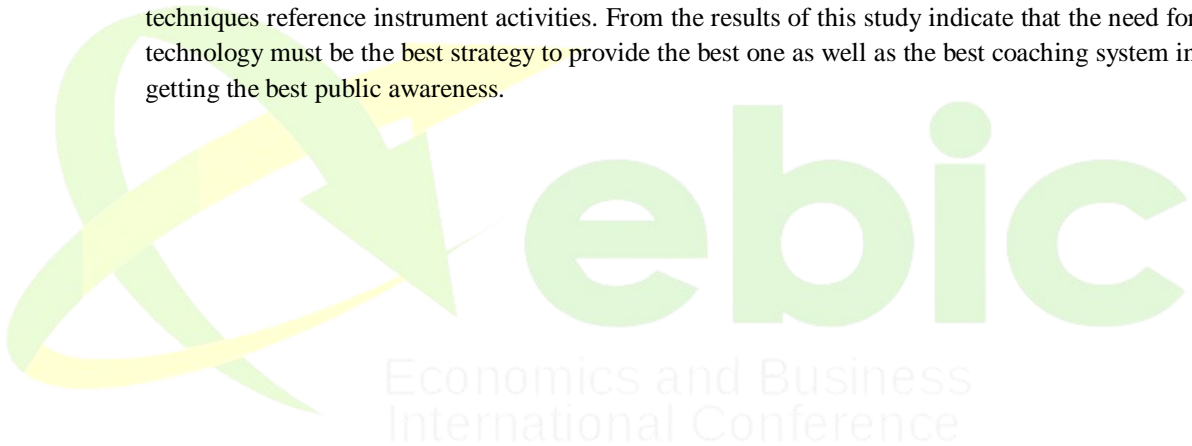 techniques reference instrument activities. From the results of this study indicate that the need for
technology must be the best strategy to provide the best one as well as the best coaching system in
getting the best public awareness.
ebic
Economics and Business
International Conference